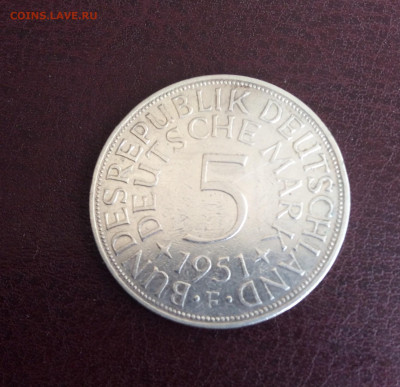 COINS.LAVE.RU
BUNDESREPUBLIK DEUTSCHLAND
DEUTSCHE MARK
5
1951
F